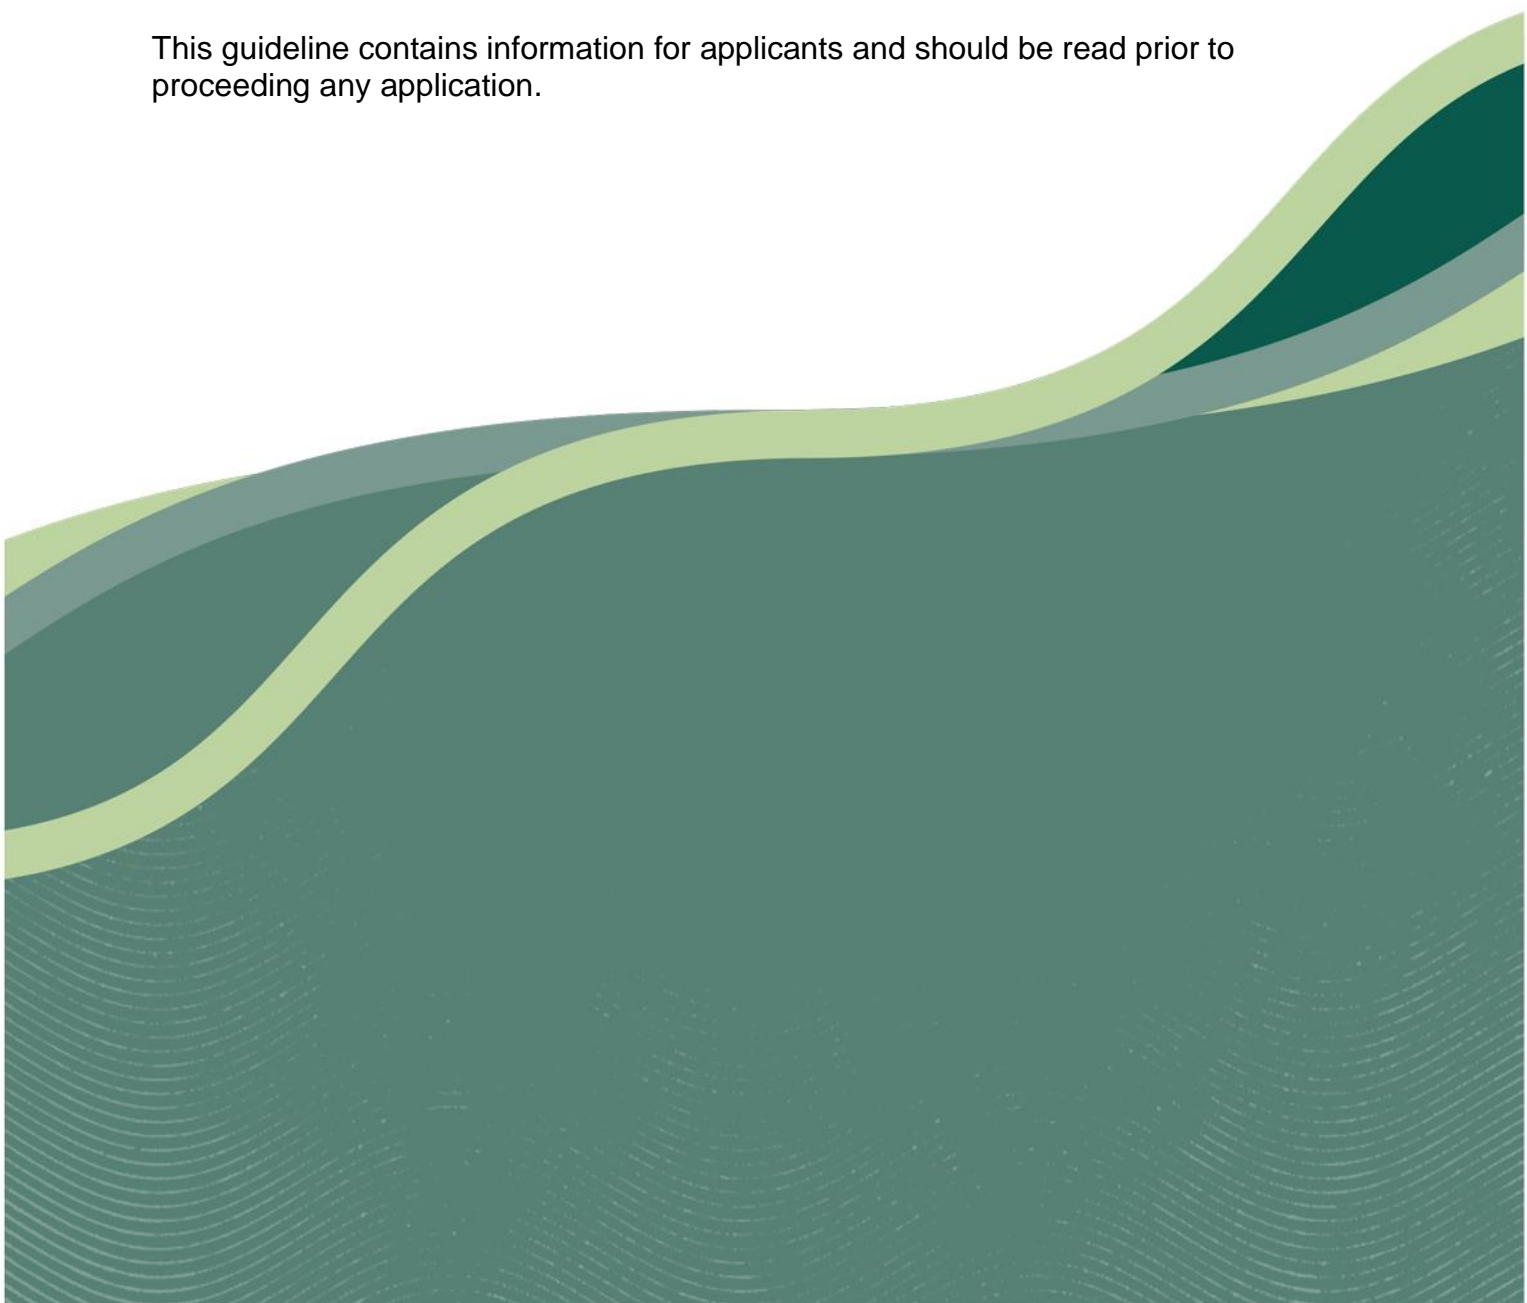 This guideline contains information for applicants and should be read prior to
proceeding any application.